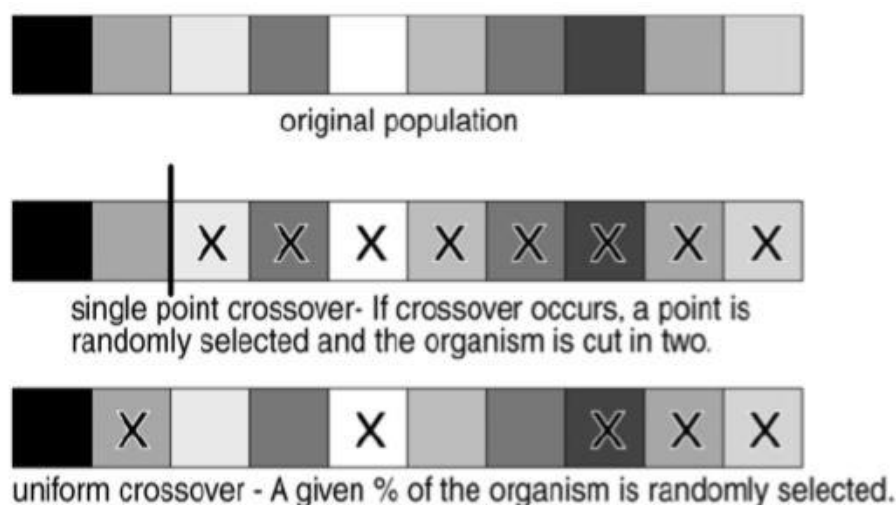 original population
X X X X X X X X
single point crossover- If crossover occurs, a point is
randomly selected and the organism is cut in two.
X X X X X
uniform crossover - A given % of the organism is randomly selected.